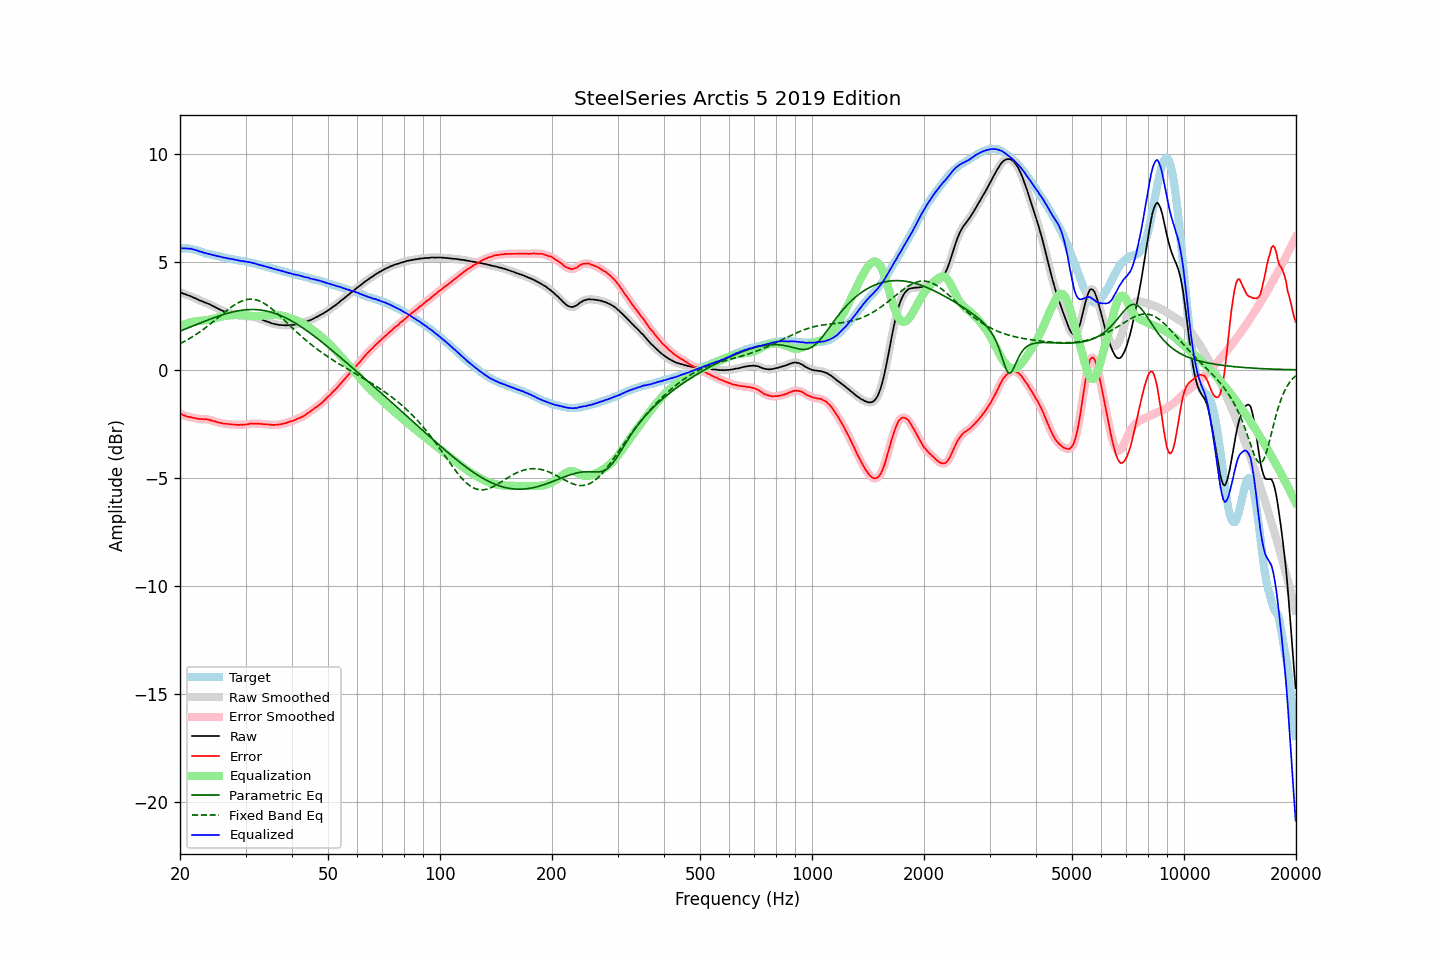 SteelSeries Arctis 5 2019 Edition
10
5
0
−5
−10
−15
−20
Amplitude (dBr)
Target
Raw Smoothed
Error Smoothed
Raw
Error
Equalization
Parametric Eq
Fixed Band Eq
Equalized
20 50 100 200 500 1000 2000 5000 10000 20000
Frequency (Hz)